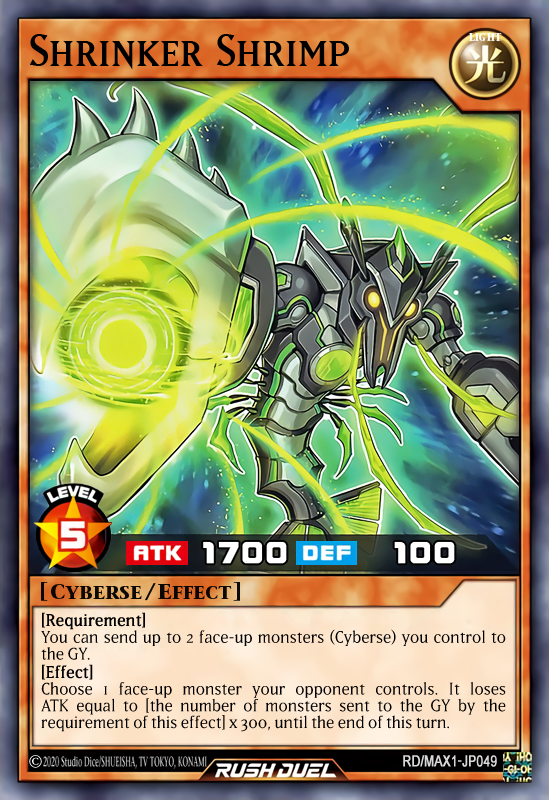 SHRINKER SHRIMP
LIGHT
光
LEVEL
5
ATK 1700 DEF 100
[CYBERSE/EFFECT]
[Requirement]
You can send up to 2 face-up monsters (Cyberse) you control to
the GY.
[Effect]
Choose 1 face-up monster your opponent controls. It loses
ATK equal to [the number of monsters sent to the GY by the
requirement of this effect] x 300, until the end of this turn.
©2020 Studio Dice/SHUEISHA, TV TOKYO, KONAMI
RUSH DUEL
RD/MAX1-JP049